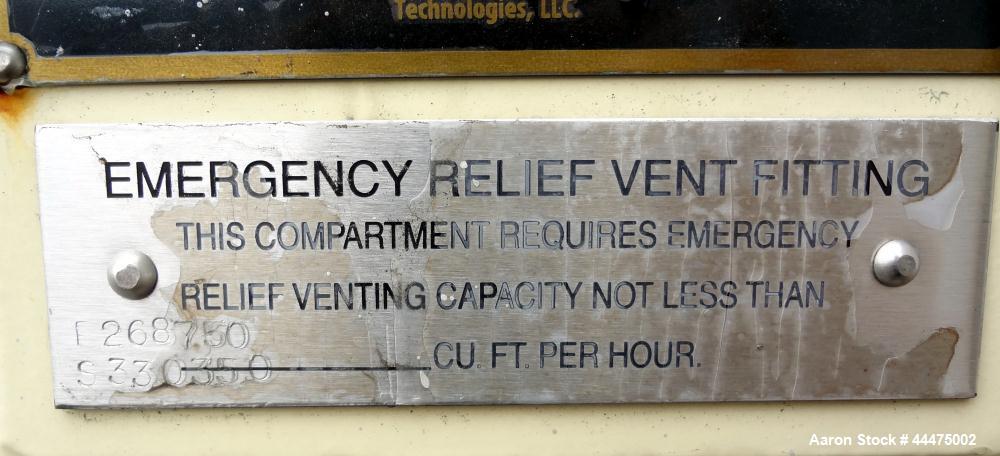 Technologies, LLC.
EMERGENCY RELIEF VENT FITTING
THIS COMPARTMENT REQUIRES EMERGENCY
RELIEF VENTING CAPACITY NOT LESS THAN
F 268750
S 330350 CU. FT. PER HOUR.
Aaron Stock # 44475002